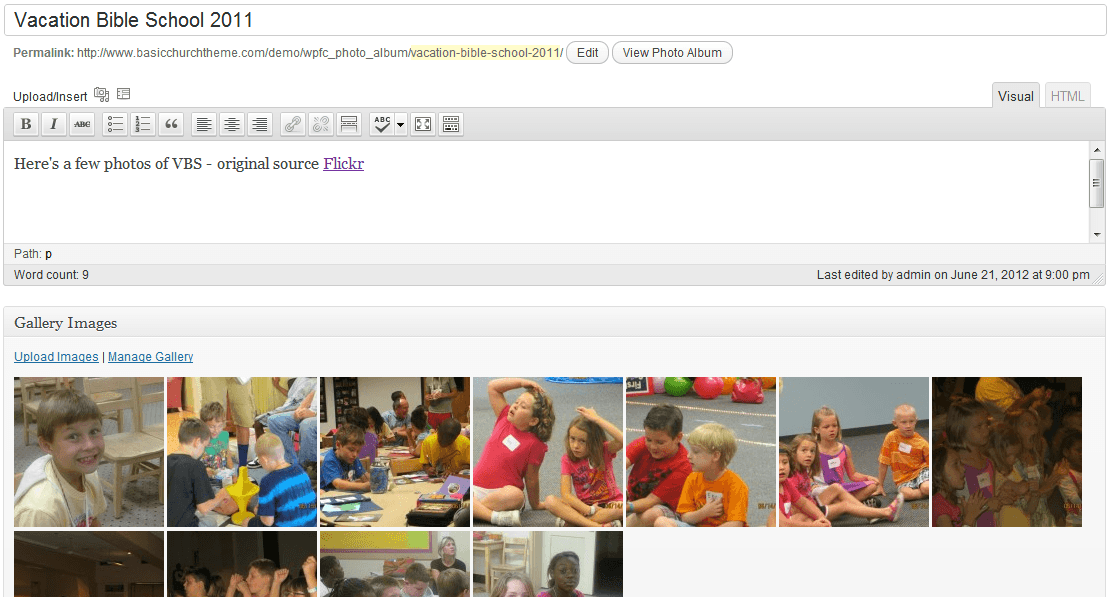 Vacation Bible School 2011
Permalink: http://www.basicchurchtheme.com/demo/wpfc_photo_album/vacation-bible-school-2011/ Edit View Photo Album
Upload/Insert
Visual HTML
B I ABC ABC
Here's a few photos of VBS - original source Flickr
Path: p
Word count: 9 Last edited by admin on June 21, 2012 at 9:00 pm
Gallery Images
Upload Images | Manage Gallery